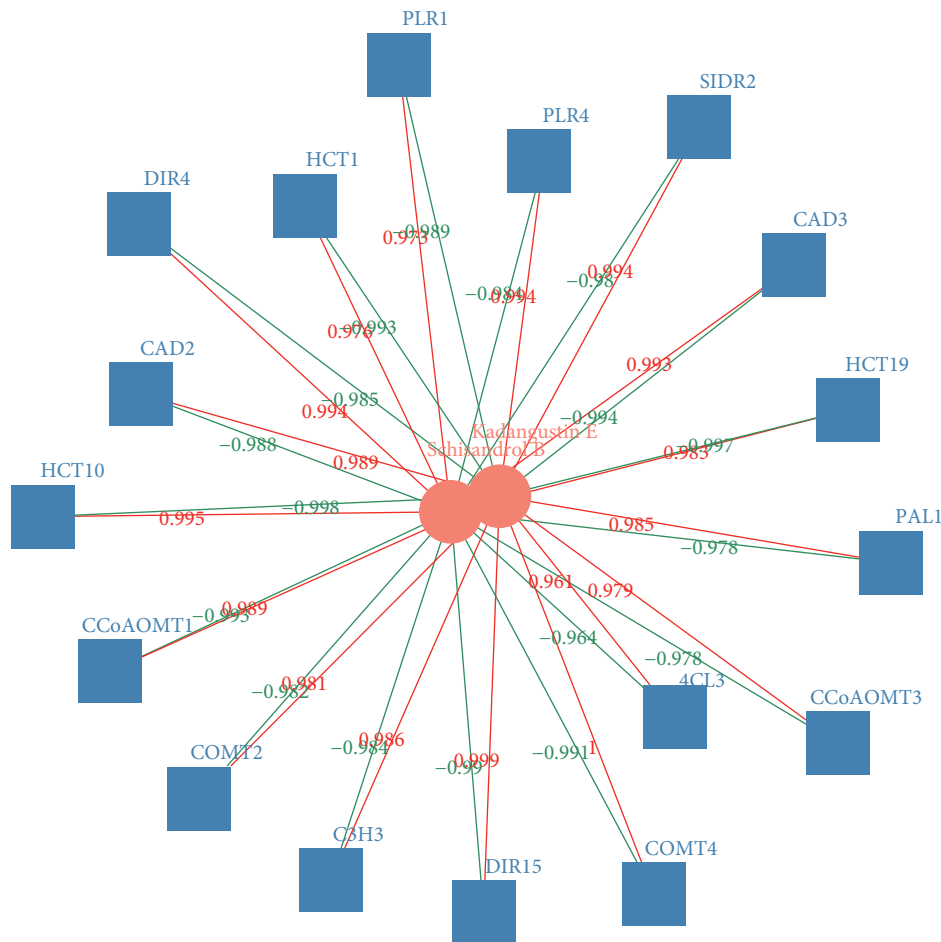 PLR1
SIDR2
PLR4
HCT1
DIR4
CAD3
0.973
−0.989
0.994
−0.98
−0.984
0.994
0.976
−0.993
CAD2
0.993
HCT19
−0.985
0.994
−0.994
Kadangustin E
−0.988
Schisandrol B
−0.997
0.983
0.989
HCT10
−0.998
0.995
0.985
PAL1
−0.978
0.961
0.979
−0.993
0.989
CCoAOMT1
−0.964
−0.978
4CL3
−0.982
0.981
CCoAOMT3
COMT2
−0.984
0.986
−0.99
0.999
−0.991
1
C3H3
DIR15
COMT4